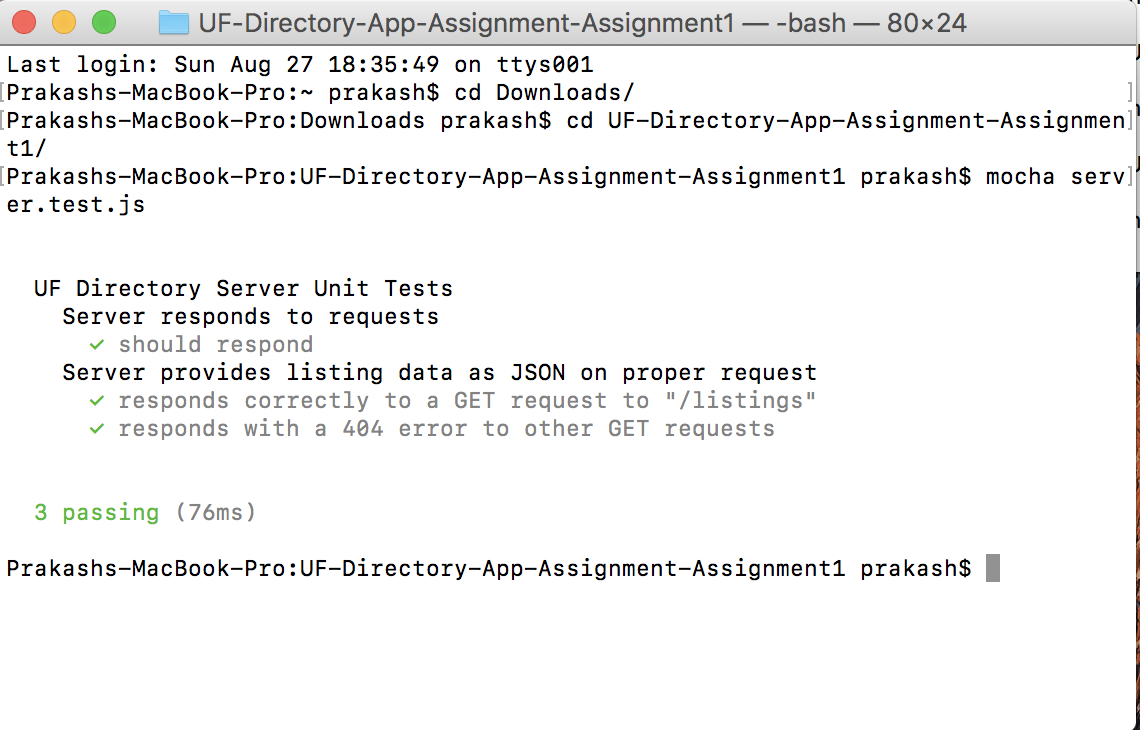 UF-Directory-App-Assignment-Assignment1 — -bash — 80×24
Last login: Sun Aug 27 18:35:49 on ttys001
[Prakashs-MacBook-Pro:~ prakash$ cd Downloads/ ]
[Prakashs-MacBook-Pro:Downloads prakash$ cd UF-Directory-App-Assignment-Assignmen]
t1/
[Prakashs-MacBook-Pro:UF-Directory-App-Assignment-Assignment1 prakash$ mocha serv]
er.test.js
UF Directory Server Unit Tests
Server responds to requests
✓ should respond
Server provides listing data as JSON on proper request
✓ responds correctly to a GET request to "/listings"
✓ responds with a 404 error to other GET requests
3 passing (76ms)
Prakashs-MacBook-Pro:UF-Directory-App-Assignment-Assignment1 prakash$